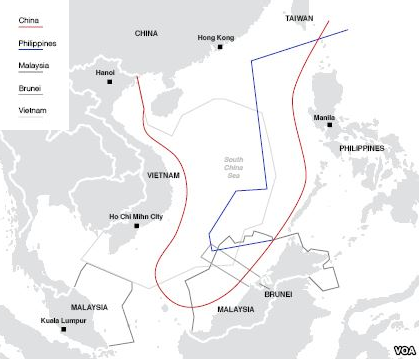 China
Philippines
Malaysia
Brunei
Vietnam
CHINA
TAIWAN
Hong Kong
Hanoi
Manila
PHILIPPINES
South
China
Sea
VIETNAM
Ho Chi Mihn City
BRUNEI
MALAYSIA
MALAYSIA
Kuala Lumpur
VOA